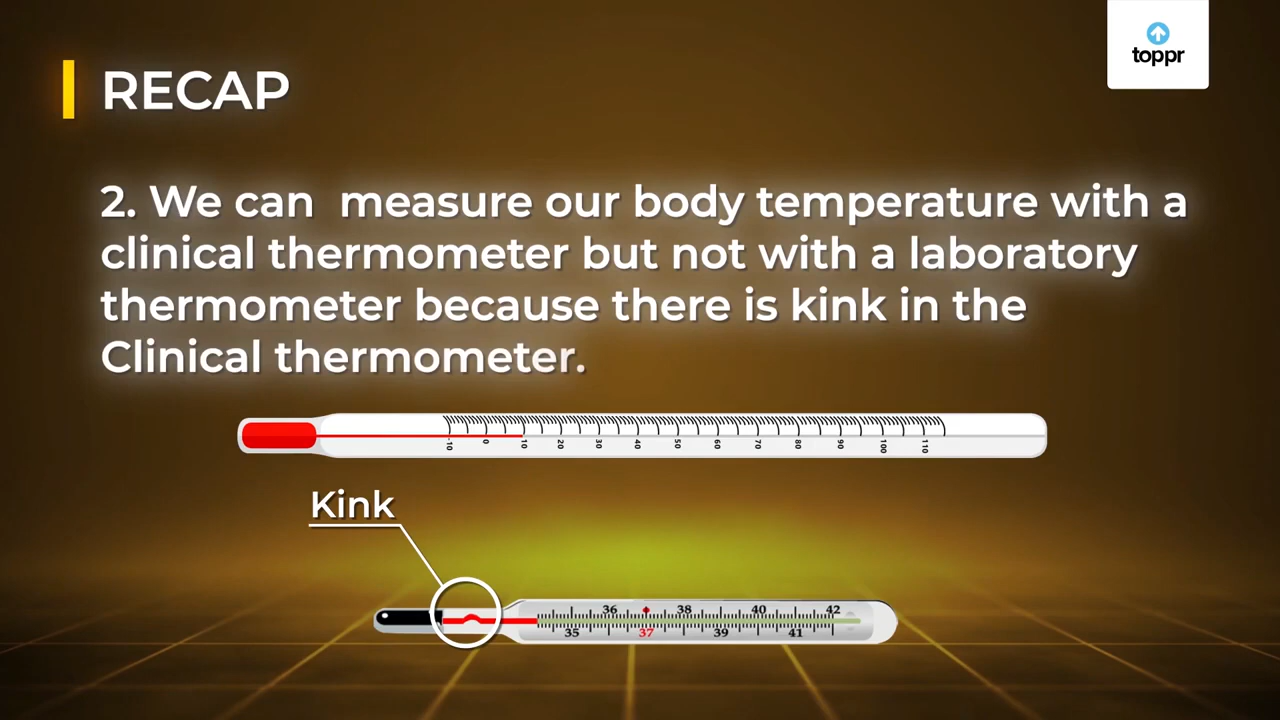 toppr
RECAP
2. We can measure our body temperature with a
clinical thermometer but not with a laboratory
thermometer because there is kink in the
Clinical thermometer.
-10 0 10 20 30 40 50 60 70 80 90 100 110
Kink
36 38 40 42
35 37 39 41